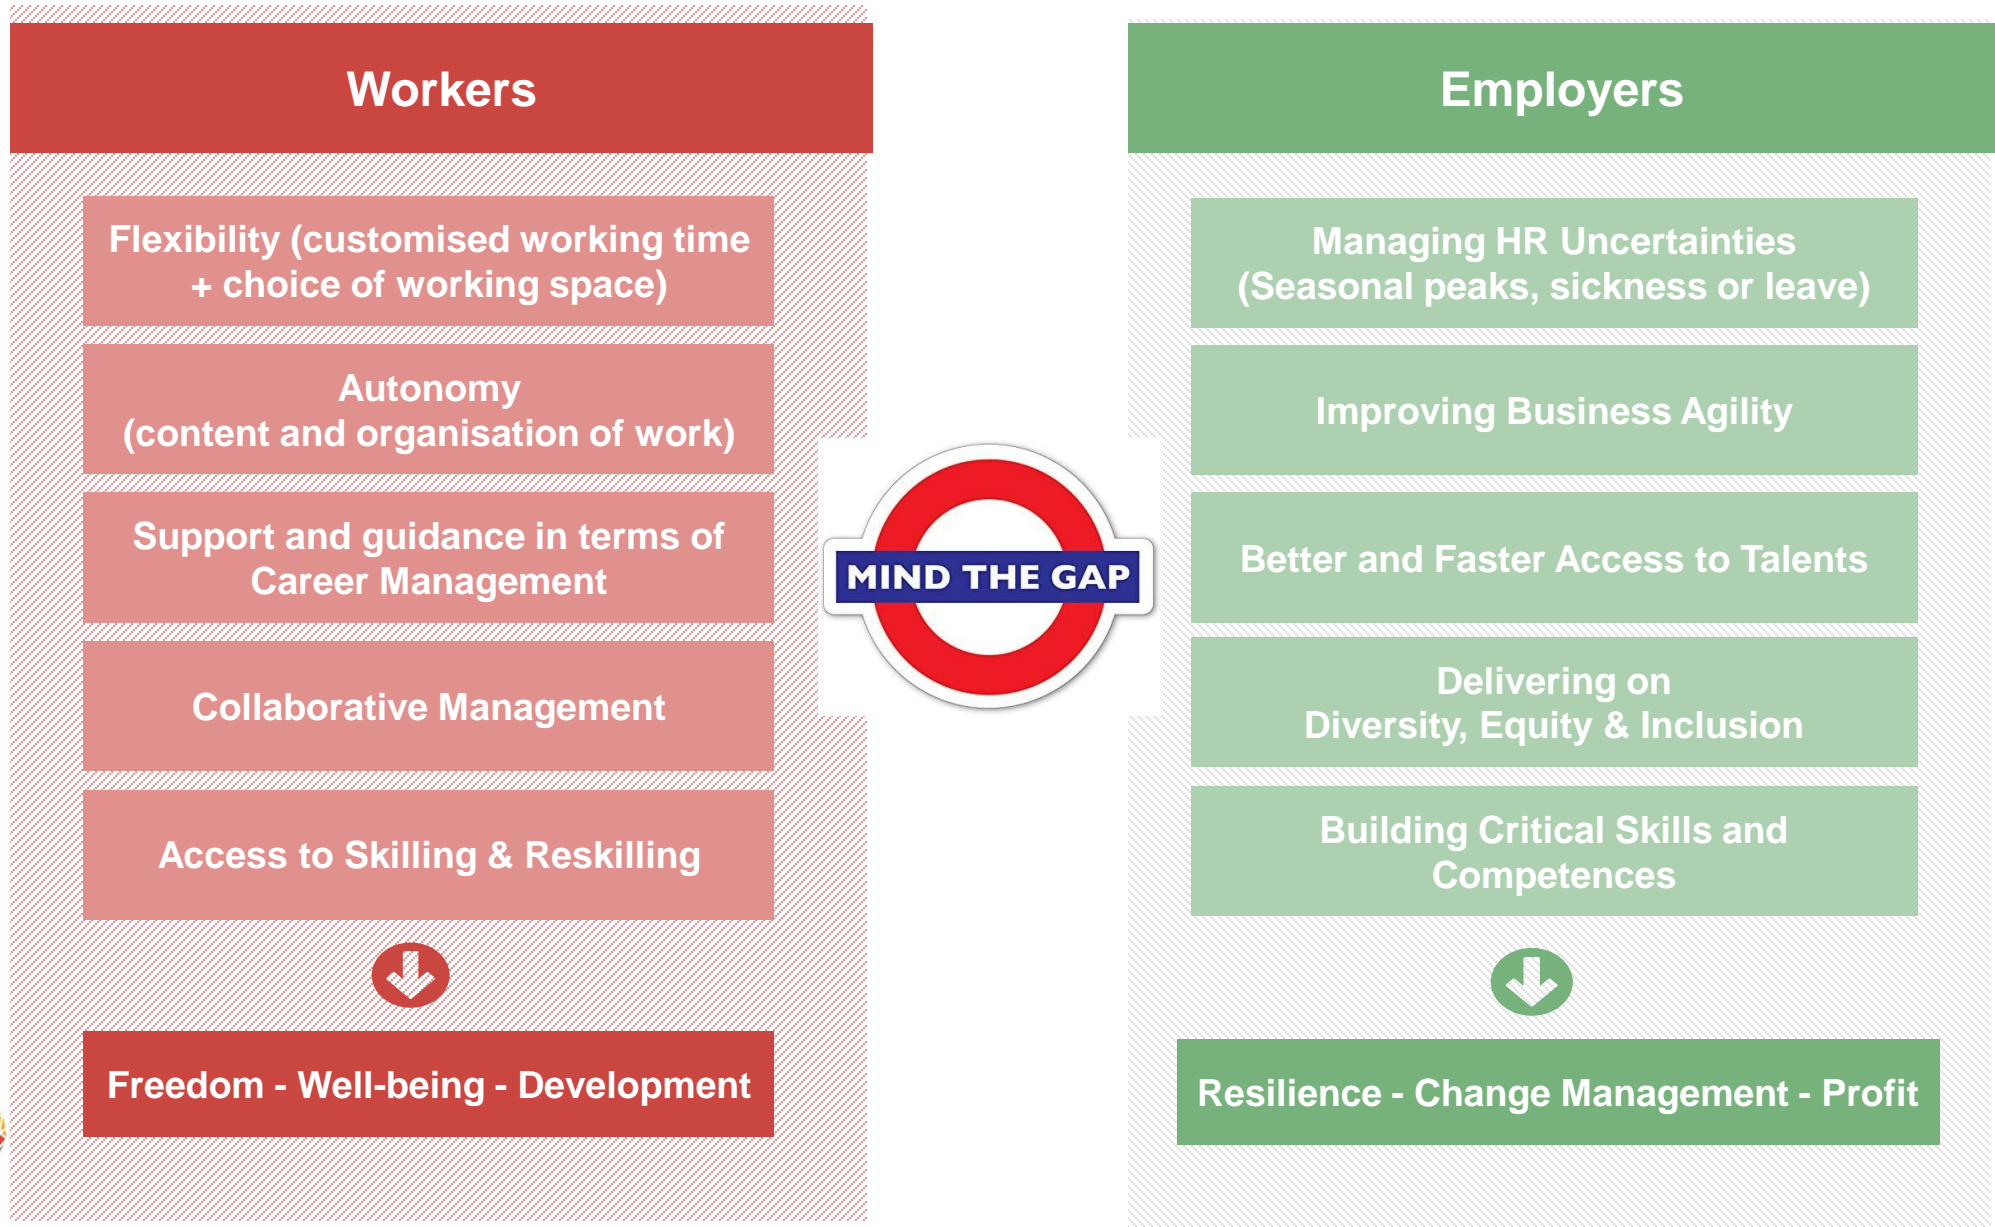 Workers
Flexibility (customised working time
+ choice of working space)
Autonomy
(content and organisation of work)
Support and guidance in terms of
Career Management
Collaborative Management
Access to Skilling & Reskilling
Freedom - Well-being - Development
MIND THE GAP
Employers
Managing HR Uncertainties
(Seasonal peaks, sickness or leave)
Improving Business Agility
Better and Faster Access to Talents
Delivering on
Diversity, Equity & Inclusion
Building Critical Skills and
Competences
Resilience - Change Management - Profit